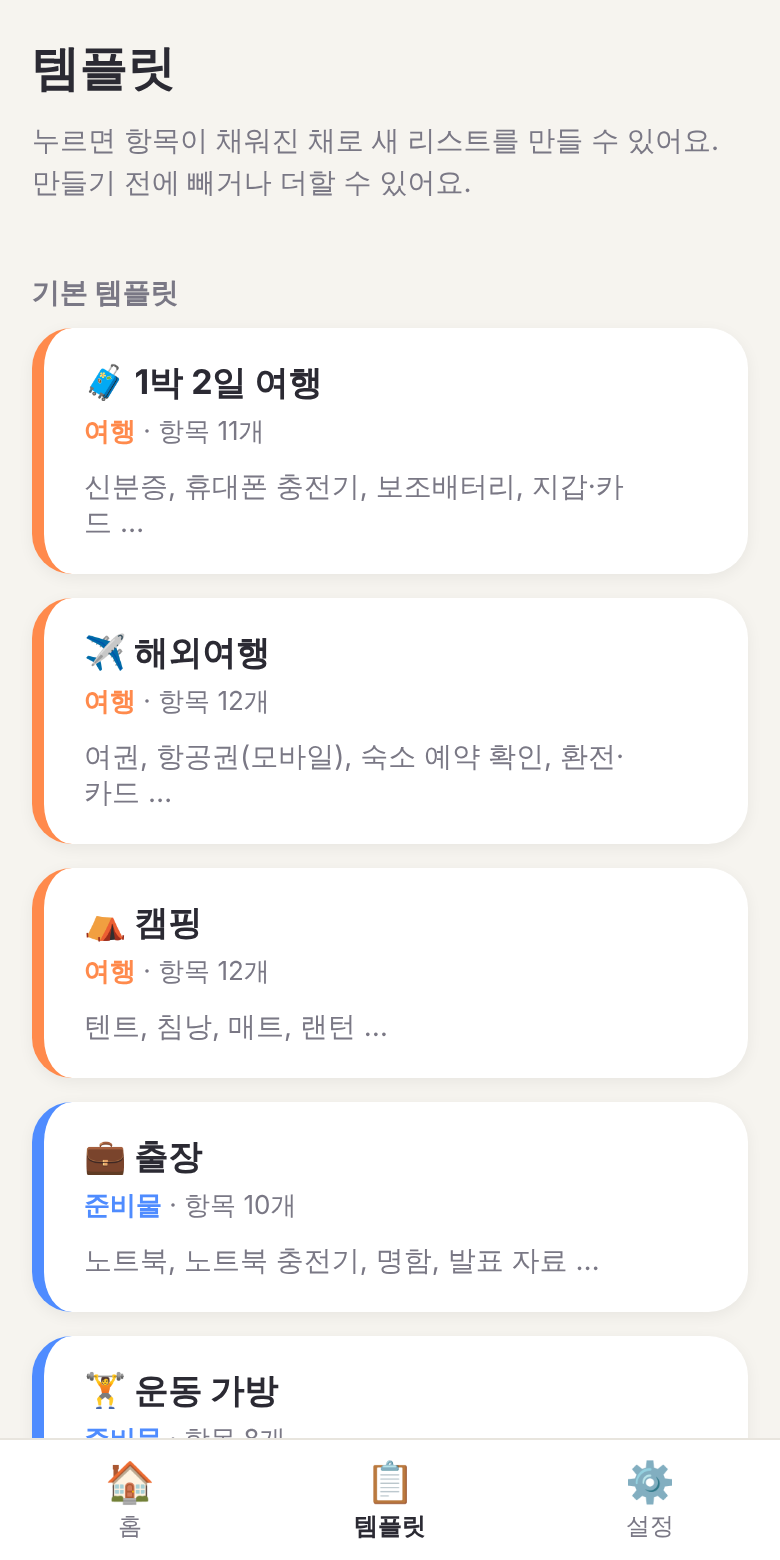 템플릿
누르면 항목이 채워진 채로 새 리스트를 만들 수 있어요.
만들기 전에 빼거나 더할 수 있어요.
기본 템플릿
🧳 1박 2일 여행
여행 · 항목 11개
신분증, 휴대폰 충전기, 보조배터리, 지갑·카
드 …
✈️ 해외여행
여행 · 항목 12개
여권, 항공권(모바일), 숙소 예약 확인, 환전·
카드 …
⛺ 캠핑
여행 · 항목 12개
텐트, 침낭, 매트, 랜턴 …
💼 출장
준비물 · 항목 10개
노트북, 노트북 충전기, 명함, 발표 자료 …
🏋️ 운동 가방
준비물 · 항목 8개
홈
템플릿
설정